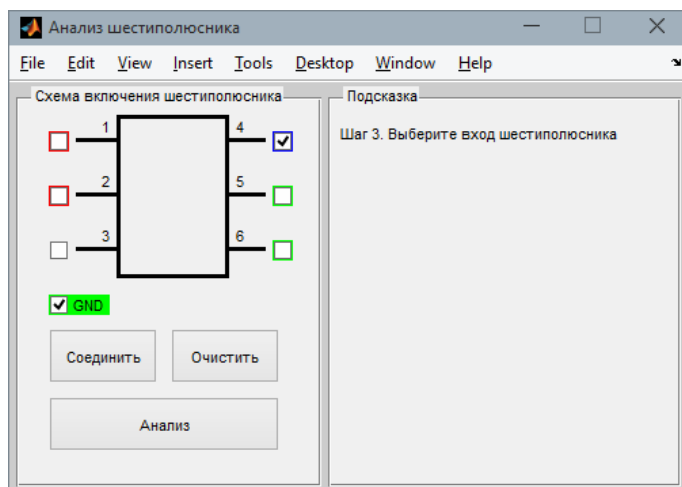 Анализ шестиполюсника
File Edit View Insert Tools Desktop Window Help
Схема включения шестиполюсника
1 4
2 5
3 6
GND
Соединить Очистить
Анализ
Подсказка
Шаг 3. Выберите вход шестиполюсника